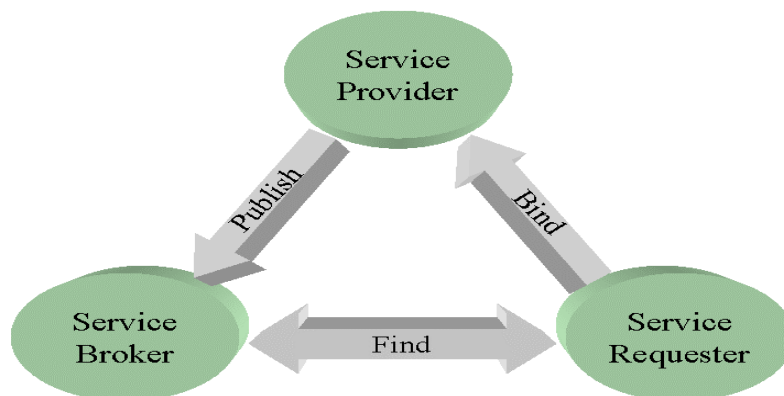 Service
Provider
Publish
Bind
Service
Broker
Find
Service
Requester